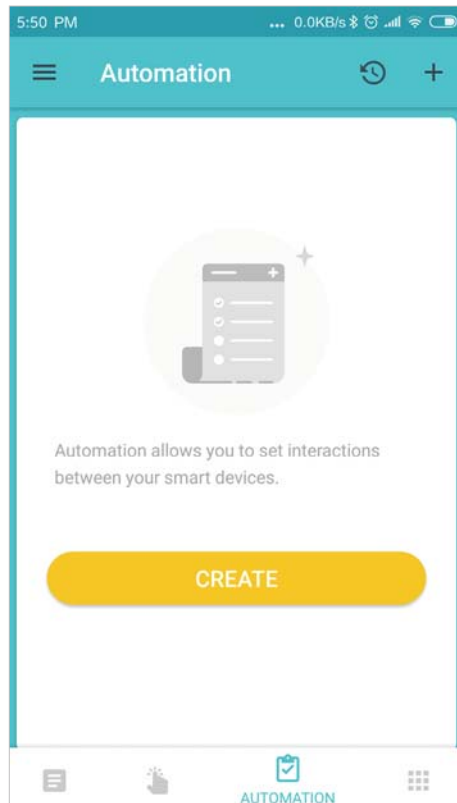 5:50 PM ... 0.0KB/s
Automation
Automation allows you to set interactions
between your smart devices.
CREATE
AUTOMATION